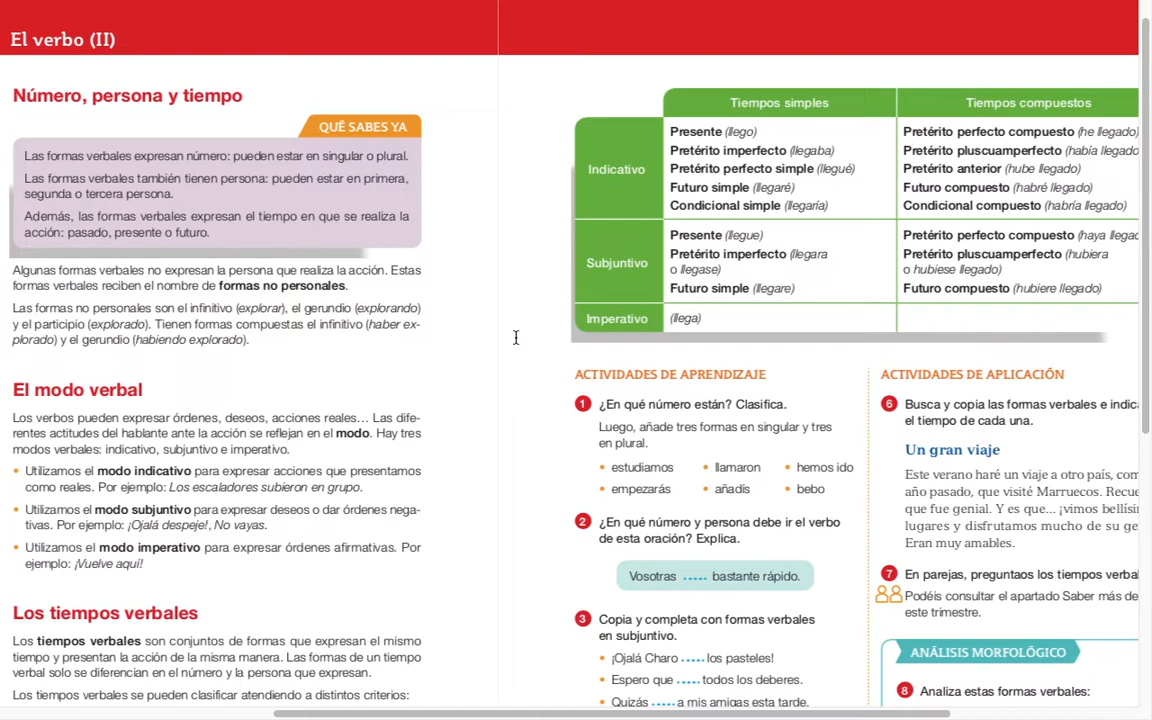 El verbo (II)
Número, persona y tiempo
QUÉ SABES YA
Las formas verbales expresan número: pueden estar en singular o plural.
Las formas verbales también tienen persona: pueden estar en primera,
segunda o tercera persona.
Además, las formas verbales expresan el tiempo en que se realiza la
acción: pasado, presente o futuro.
Algunas formas verbales no expresan la persona que realiza la acción. Estas
formas verbales reciben el nombre de formas no personales.
Las formas no personales son el infinitivo (explorar), el gerundio (explorando)
y el participio (explorado). Tienen formas compuestas el infinitivo (haber ex-
plorado) y el gerundio (habiendo explorado).
El modo verbal
Los verbos pueden expresar órdenes, deseos, acciones reales... Las dife-
rentes actitudes del hablante ante la acción se reflejan en el modo. Hay tres
modos verbales: indicativo, subjuntivo e imperativo.
• Utilizamos el modo indicativo para expresar acciones que presentamos
como reales. Por ejemplo: Los escaladores subieron en grupo.
• Utilizamos el modo subjuntivo para expresar deseos o dar órdenes nega-
tivas. Por ejemplo: ¡Ojalá despeje!, No vayas.
• Utilizamos el modo imperativo para expresar órdenes afirmativas. Por
ejemplo: ¡Vuelve aquí!
Los tiempos verbales
Los tiempos verbales son conjuntos de formas que expresan el mismo
tiempo y presentan la acción de la misma manera. Las formas de un tiempo
verbal solo se diferencian en el número y la persona que expresan.
Los tiempos verbales se pueden clasificar atendiendo a distintos criterios:
Tiempos simples
Tiempos compuestos
Indicativo
Presente (llego)
Pretérito imperfecto (llegaba)
Pretérito perfecto simple (llegué)
Futuro simple (llegaré)
Condicional simple (llegaría)
Pretérito perfecto compuesto (he llegado)
Pretérito pluscuamperfecto (había llegado
Pretérito anterior (hube llegado)
Futuro compuesto (habré llegado)
Condicional compuesto (habría llegado)
Subjuntivo
Presente (llegue)
Pretérito imperfecto (llegara
o llegase)
Futuro simple (llegare)
Pretérito perfecto compuesto (haya llegad
Pretérito pluscuamperfecto (hubiera
o hubiese llegado)
Futuro compuesto (hubiere llegado)
Imperativo
(llega)
ACTIVIDADES DE APRENDIZAJE
1 ¿En qué número están? Clasifica.
Luego, añade tres formas en singular y tres
en plural.
• estudiamos • llamaron • hemos ido
• empezarás • añadís • bebo
2 ¿En qué número y persona debe ir el verbo
de esta oración? Explica.
Vosotras ..... bastante rápido.
3 Copia y completa con formas verbales
en subjuntivo.
• ¡Ojalá Charo ..... los pasteles!
• Espero que ..... todos los deberes.
• Quizás ..... a mis amigas esta tarde.
ACTIVIDADES DE APLICACIÓN
6 Busca y copia las formas verbales e indic
el tiempo de cada una.
Un gran viaje
Este verano haré un viaje a otro país, com
año pasado, que visité Marruecos. Recue
que fue genial. Y es que... ¡vimos bellísi
lugares y disfrutamos mucho de su ge
Eran muy amables.
7 En parejas, preguntaos los tiempos verbal
Podéis consultar el apartado Saber más de
este trimestre.
ANÁLISIS MORFOLÓGICO
8 Analiza estas formas verbales: